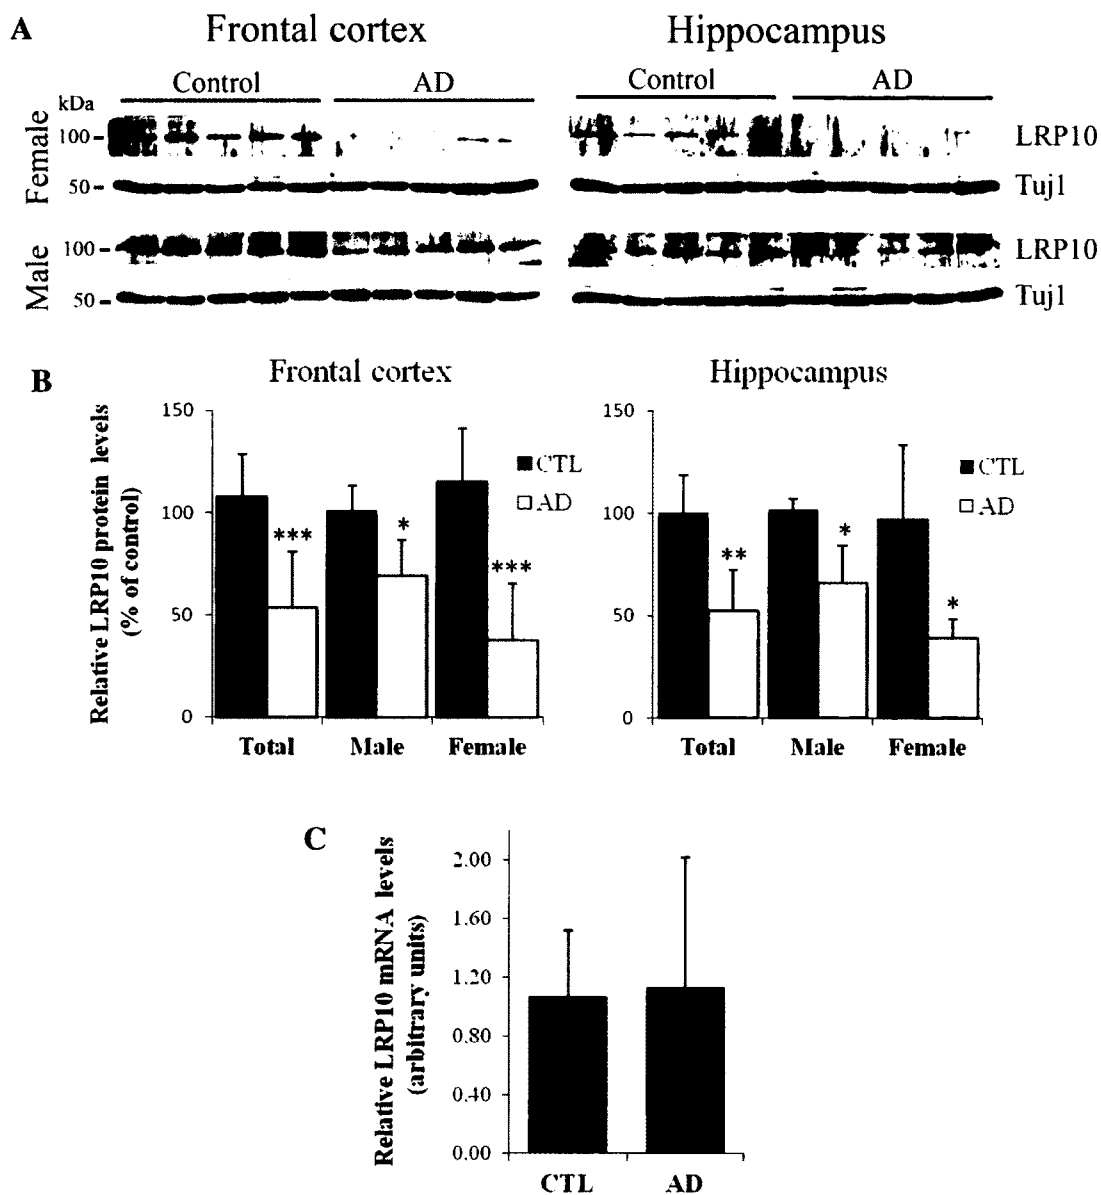 A
Frontal cortex
Hippocampus
Control
AD
Control
AD
kDa
Female
100
LRP10
50
Tuj1
Male
100
LRP10
50
Tuj1
B
Frontal cortex
Hippocampus
Relative LRP10 protein levels
(% of control)
150
100
50
0
CTL
AD
***
*
***
Total
Male
Female
150
100
50
0
CTL
AD
**
*
*
Total
Male
Female
C
Relative LRP10 mRNA levels
(arbitrary units)
2.00
1.60
1.20
0.80
0.40
0.00
CTL
AD